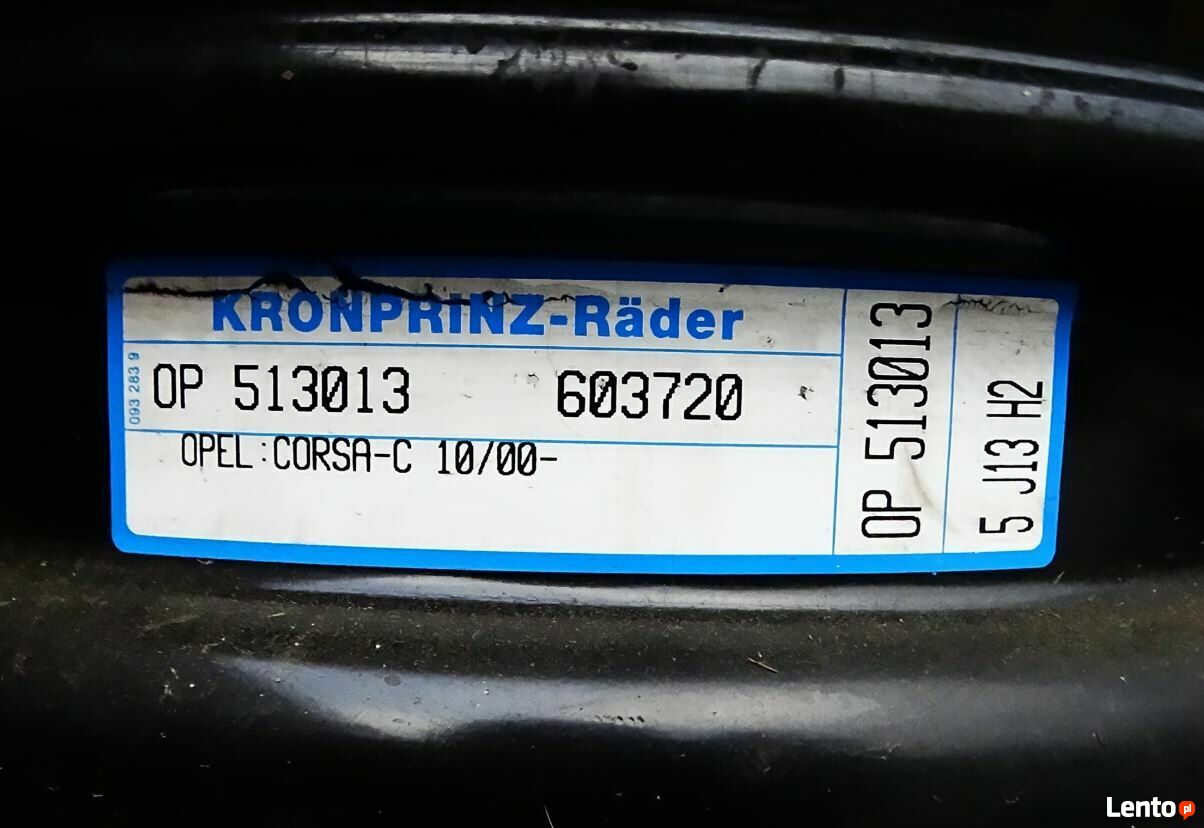 KRONPRINZ-Räder
093 283 9
OP 513013 603720
OPEL:CORSA-C 10/00-
OP 513013
5 J13 H2
Lento.pl